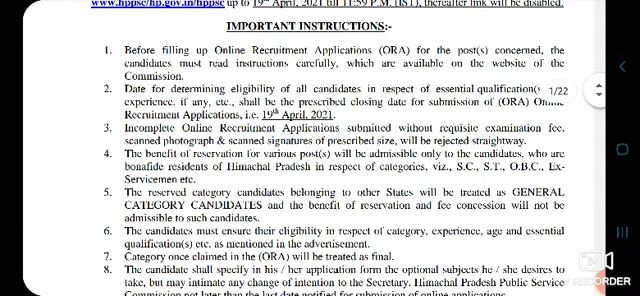 www.hppsc/hp.gov.in/hppsc up to 19th April, 2021 till 11:59 P.M. (IST), thereafter link will be disabled.
IMPORTANT INSTRUCTIONS:-
1. Before filling up Online Recruitment Applications (ORA) for the post(s) concerned, the
candidates must read instructions carefully, which are available on the website of the
Commission.
2. Date for determining eligibility of all candidates in respect of essential qualification(s
experience, if any, etc., shall be the prescribed closing date for submission of (ORA)
Recruitment Applications, i.e. 19th April, 2021.
1/22
3. Incomplete Online Recruitment Applications submitted without requisite examination fee,
scanned photograph & scanned signatures of prescribed size, will be rejected straightway.
4. The benefit of reservation for various post(s) will be admissible only to the candidates, who are
bonafide residents of Himachal Pradesh in respect of categories, viz., S.C., S.T., O.B.C., Ex-
Servicemen etc.
5. The reserved category candidates belonging to other States will be treated as GENERAL
CATEGORY CANDIDATES and the benefit of reservation and fee concession will not be
admissible to such candidates.
6. The candidates must ensure their eligibility in respect of category, experience, age and essential
qualification(s) etc. as mentioned in the advertisement.
7. Category once claimed in the (ORA) will be treated as final.
8. The candidate shall specify in his / her application form the optional subjects he / she desires to
take, but may intimate any change of intention to the Secretary, Himachal Pradesh Public Service
Commission not later than the last date notified for submission of online applications.
RECORDER